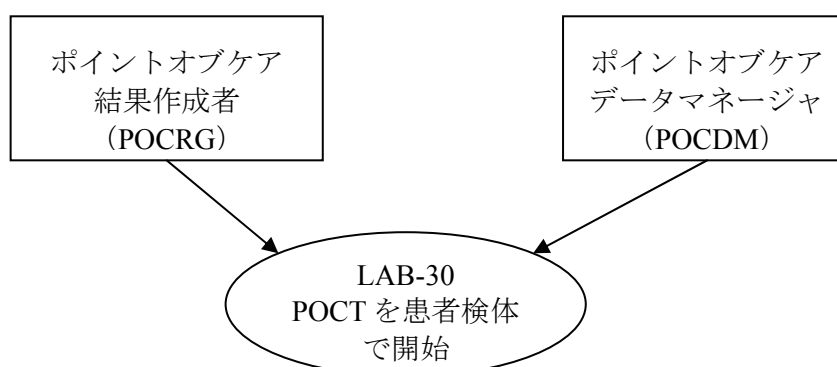 ポイントオブケア
結果作成者
（POCRG）
ポイントオブケア
データマネージャ
（POCDM）
LAB-30
POCT を患者検体
で開始